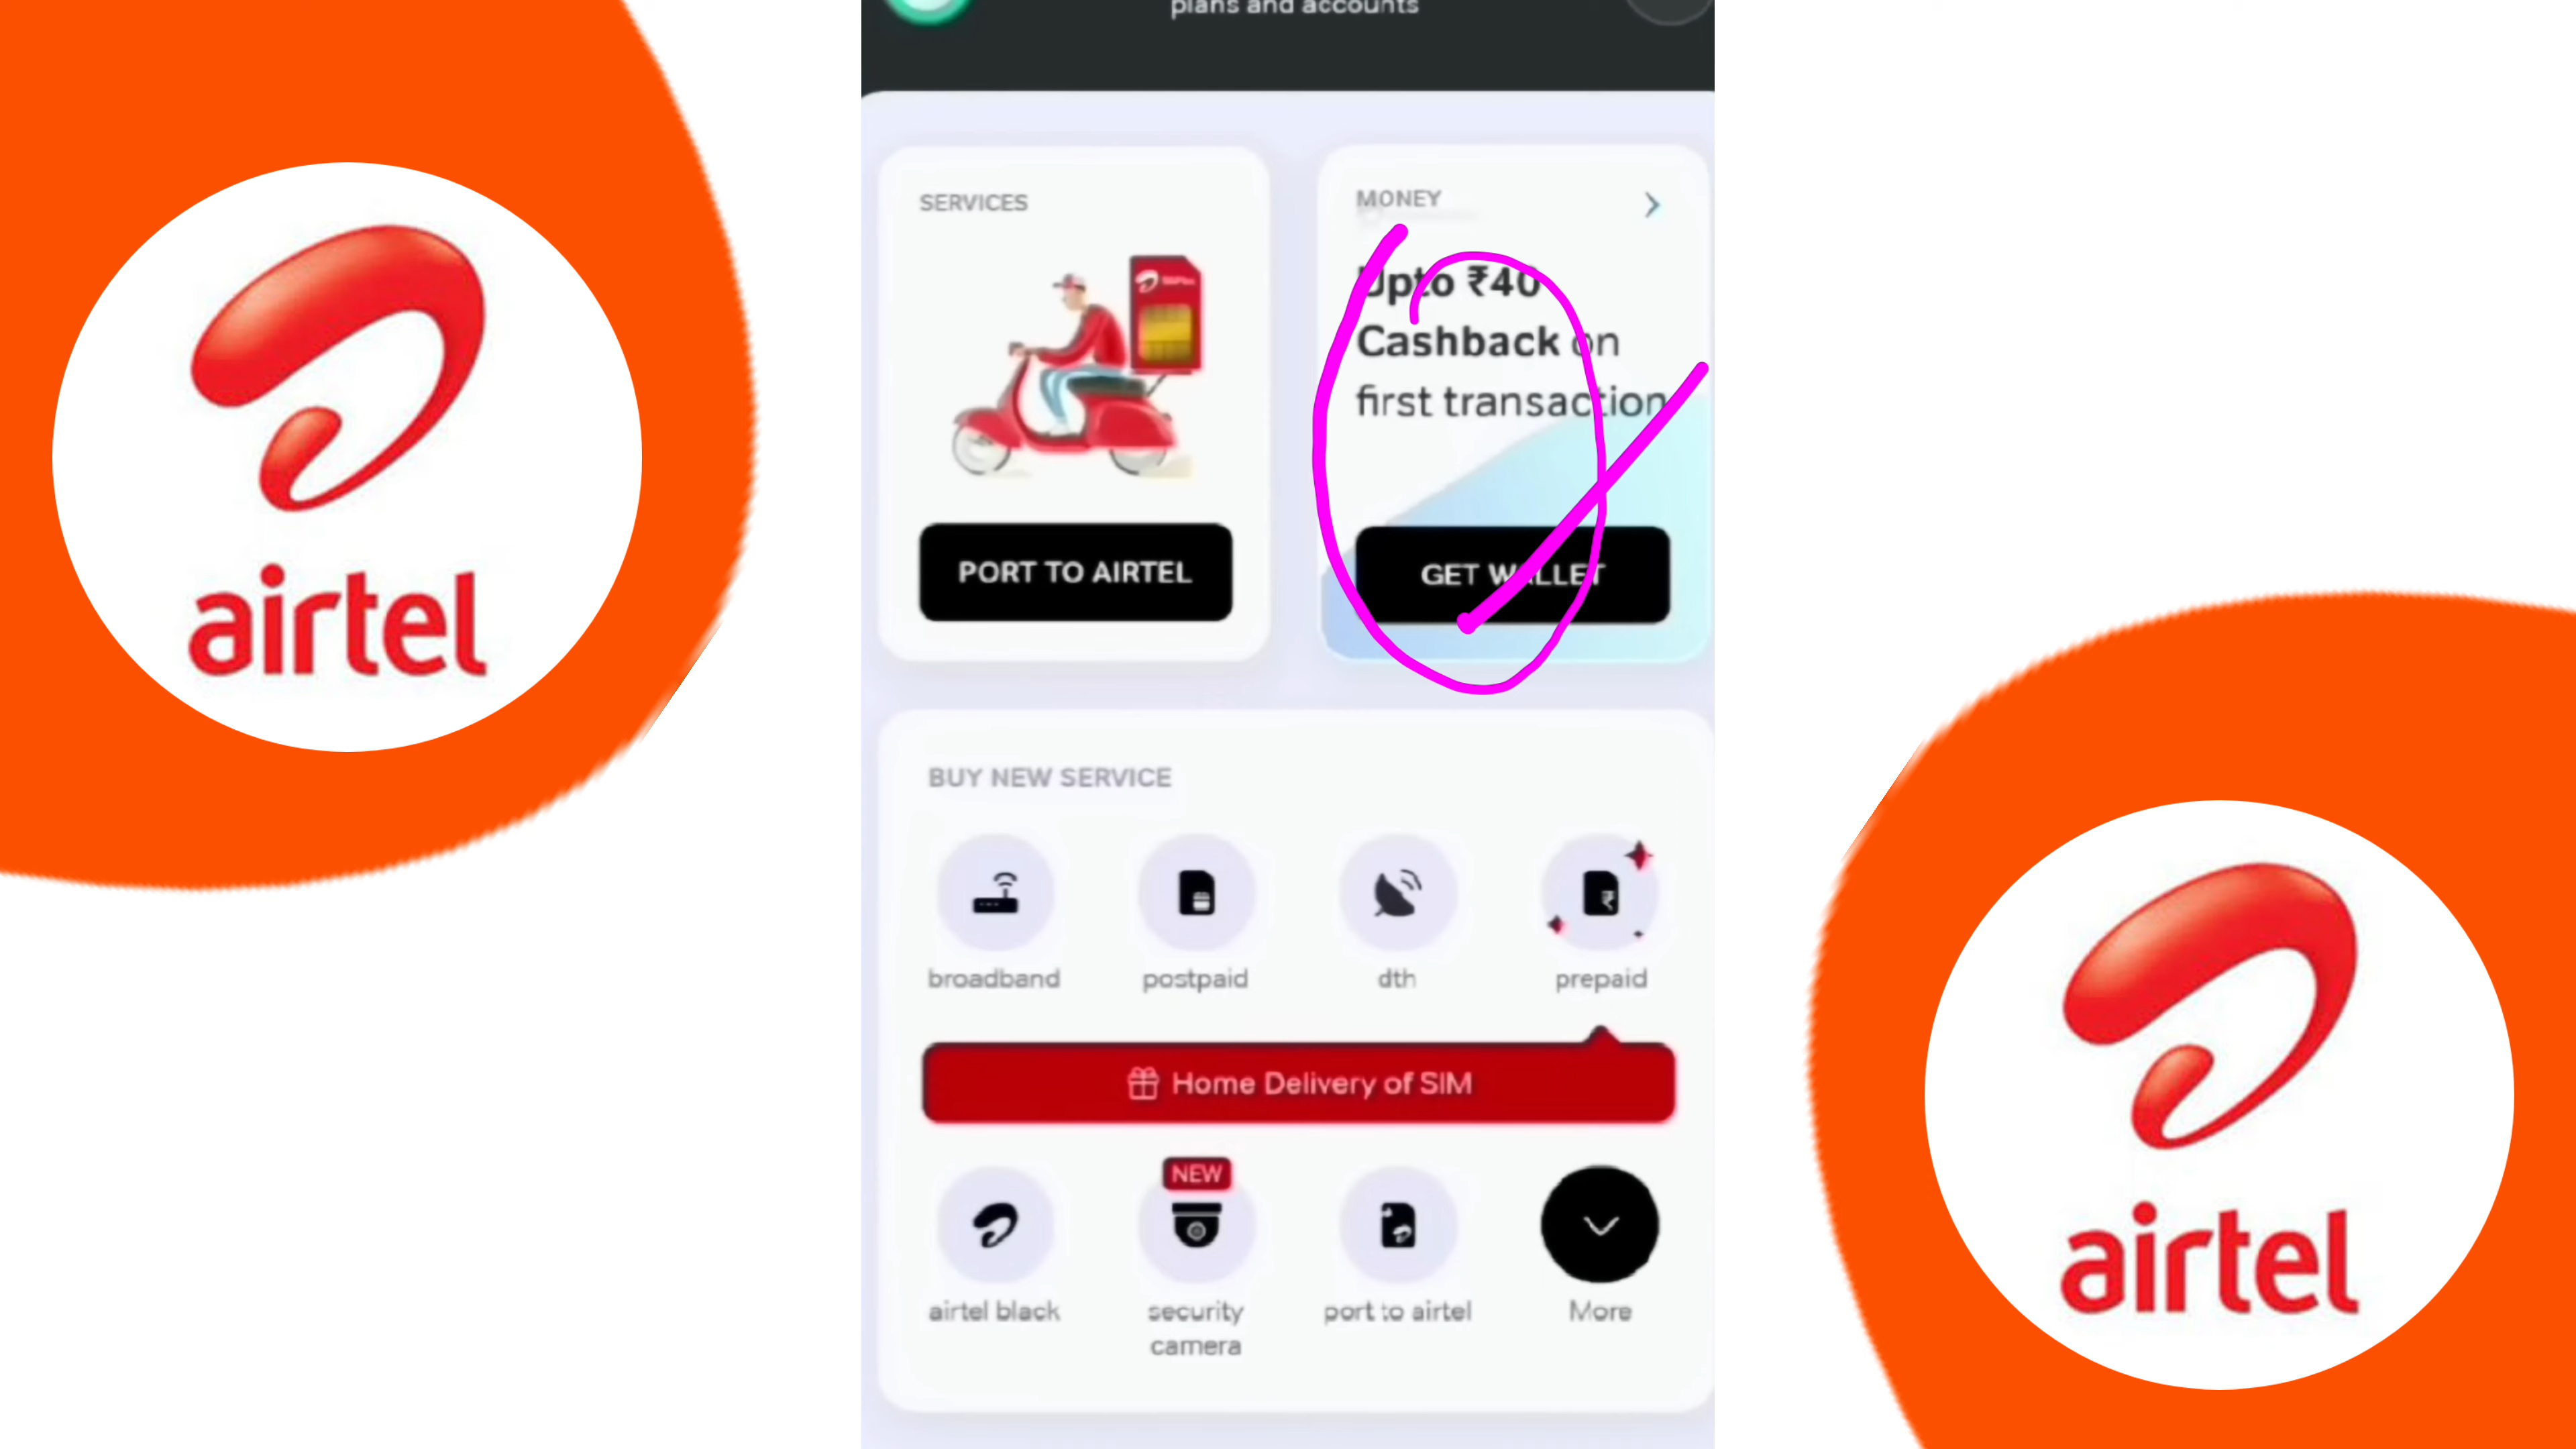 plans and accounts
SERVICES
PORT TO AIRTEL
MONEY
Upto ₹40
Cashback on
first transaction
GET WALLET
BUY NEW SERVICE
broadband
postpaid
dth
prepaid
Home Delivery of SIM
NEW
airtel black
security
camera
port to airtel
More
airtel
airtel